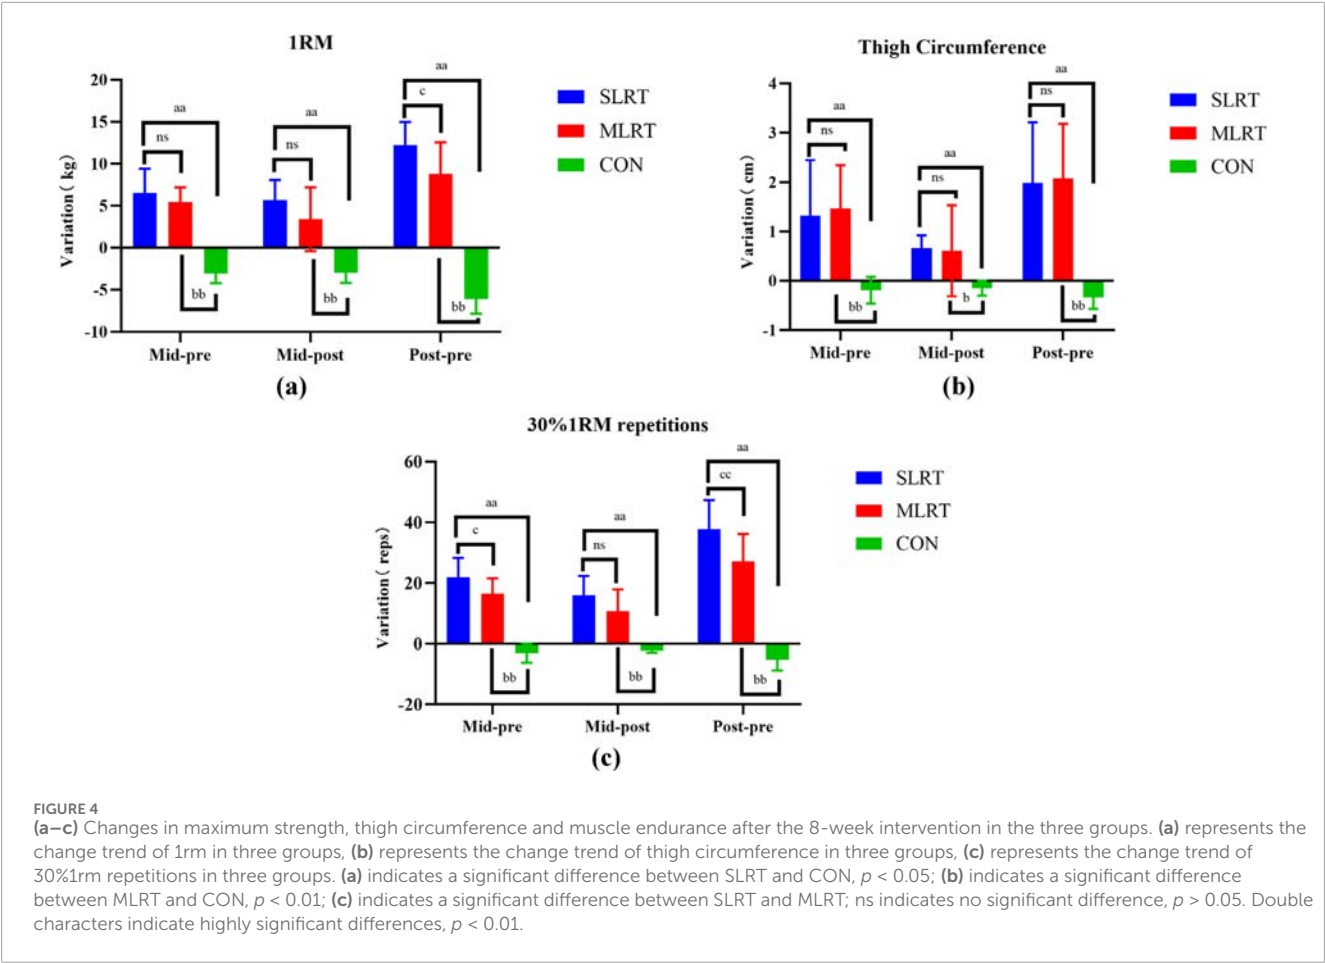 1RM
Variation ( kg)
20
15
10
5
0
-5
-10
aa
ns
bb
aa
ns
bb
aa
c
bb
Mid-pre Mid-post Post-pre
SLRT
MLRT
CON
(a)
Thigh Circumference
Variation ( cm)
4
3
2
1
0
-1
aa
ns
bb
aa
ns
b
aa
ns
bb
Mid-pre Mid-post Post-pre
SLRT
MLRT
CON
(b)
30%1RM repetitions
Variation ( reps)
60
40
20
0
-20
aa
c
bb
aa
ns
bb
aa
cc
bb
Mid-pre Mid-post Post-pre
SLRT
MLRT
CON
(c)
FIGURE 4
(a–c) Changes in maximum strength, thigh circumference and muscle endurance after the 8-week intervention in the three groups. (a) represents the
change trend of 1rm in three groups, (b) represents the change trend of thigh circumference in three groups, (c) represents the change trend of
30%1rm repetitions in three groups. (a) indicates a significant difference between SLRT and CON, p < 0.05; (b) indicates a significant difference
between MLRT and CON, p < 0.01; (c) indicates a significant difference between SLRT and MLRT; ns indicates no significant difference, p > 0.05. Double
characters indicate highly significant differences, p < 0.01.